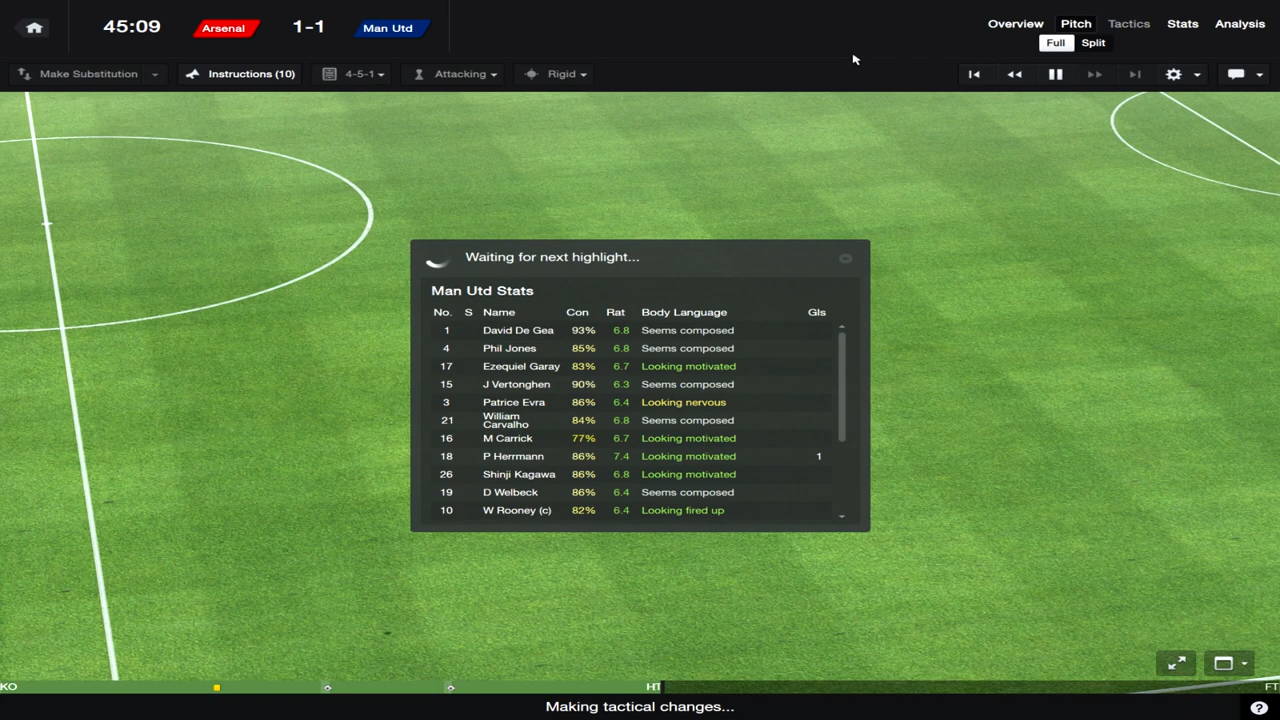 45:09 Arsenal 1-1 Man Utd
Overview Pitch Tactics Stats Analysis
Full Split
Make Substitution Instructions (10) 4-5-1 Attacking Rigid
Waiting for next highlight...
Man Utd Stats
No. S Name Con Rat Body Language Gls
1 David De Gea 93% 6.8 Seems composed
4 Phil Jones 85% 6.8 Seems composed
17 Ezequiel Garay 83% 6.7 Looking motivated
15 J Vertonghen 90% 6.3 Seems composed
3 Patrice Evra 86% 6.4 Looking nervous
21 William Carvalho 84% 6.8 Seems composed
16 M Carrick 77% 6.7 Looking motivated
18 P Herrmann 86% 7.4 Looking motivated 1
26 Shinji Kagawa 86% 6.8 Looking motivated
19 D Welbeck 86% 6.4 Seems composed
10 W Rooney (c) 82% 6.4 Looking fired up
KO HT FT
Making tactical changes...
?